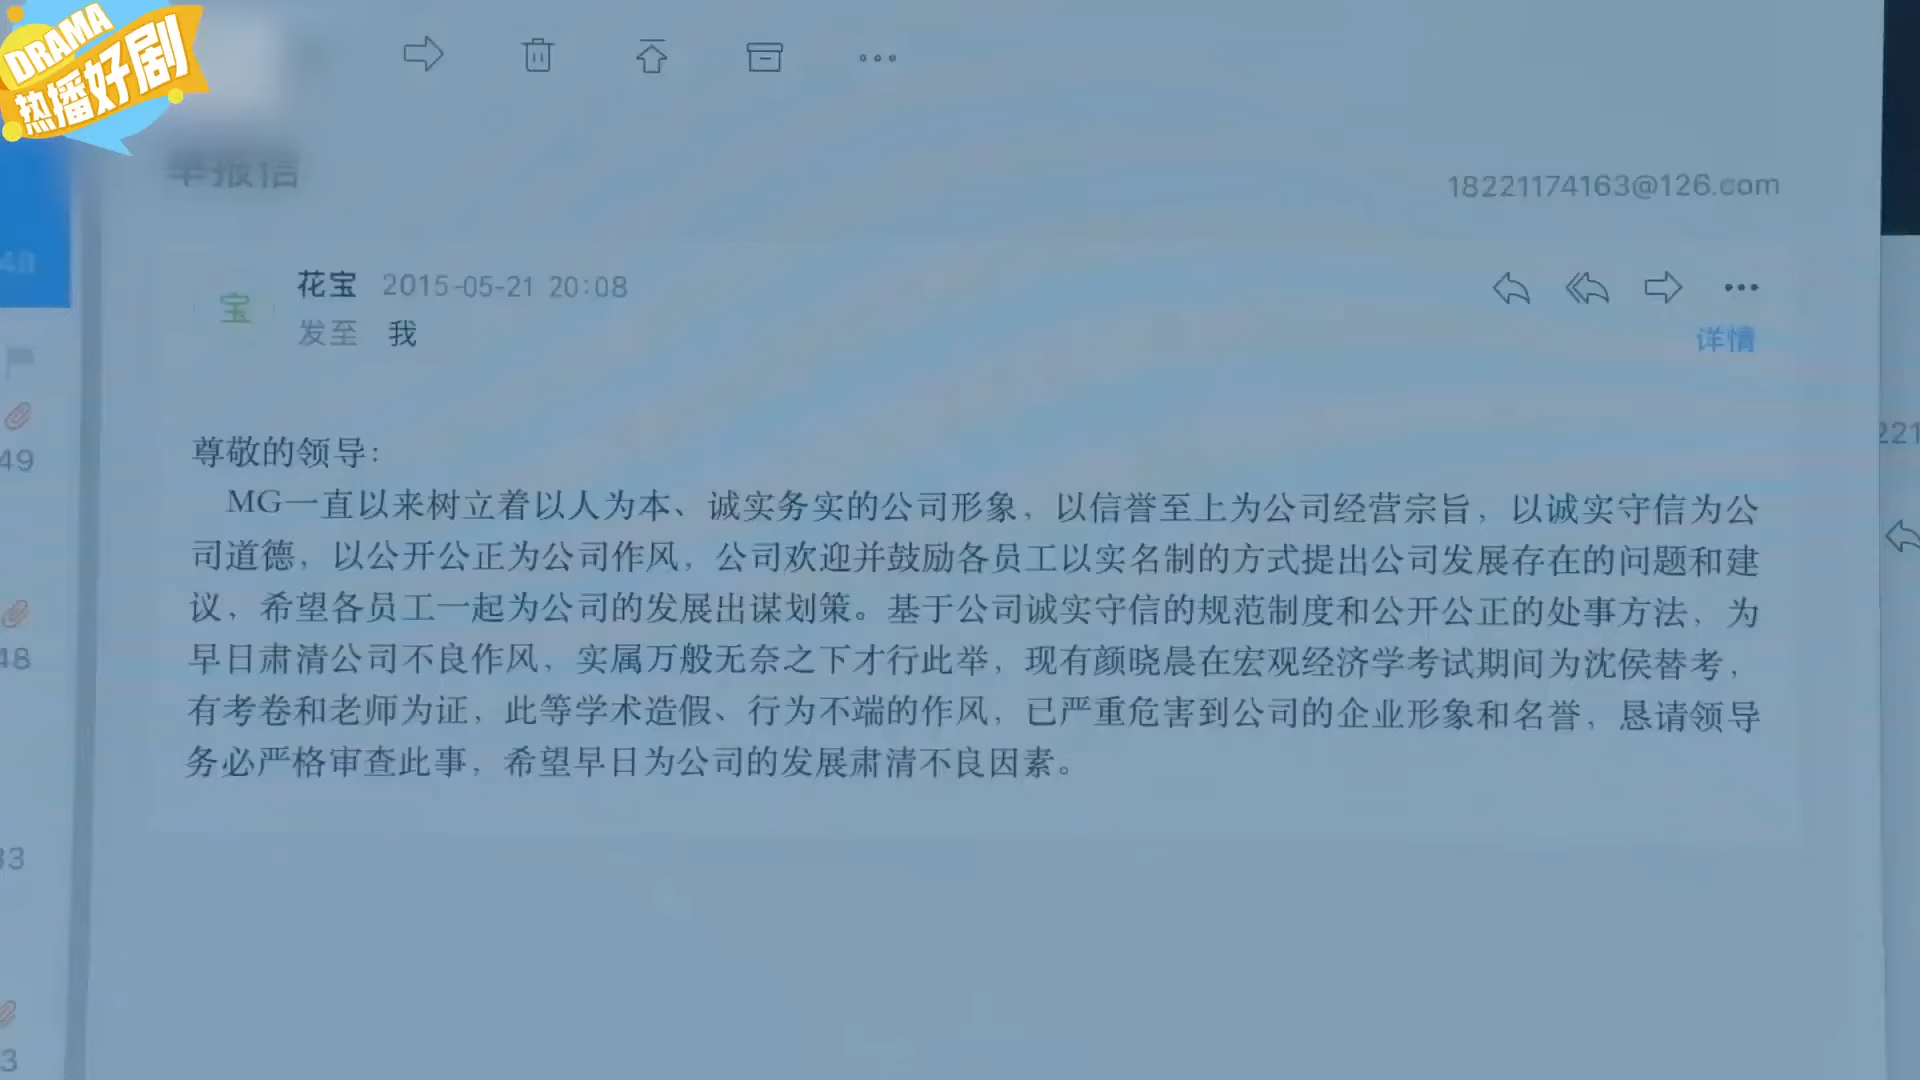 DRAMA
热播好剧
举报信
18221174163@126.com
花宝 2015-05-21 20:08
宝
发至 我
详情
尊敬的领导：
MG一直以来树立着以人为本、诚实务实的公司形象，以信誉至上为公司经营宗旨，以诚实守信为公
司道德，以公开公正为公司作风，公司欢迎并鼓励各员工以实名制的方式提出公司发展存在的问题和建
议，希望各员工一起为公司的发展出谋划策。基于公司诚实守信的规范制度和公开公正的处事方法，为
早日肃清公司不良作风，实属万般无奈之下才行此举，现有颜晓晨在宏观经济学考试期间为沈侯替考，
有考卷和老师为证，此等学术造假、行为不端的作风，已严重危害到公司的企业形象和名誉，恳请领导
务必严格审查此事，希望早日为公司的发展肃清不良因素。
48
49
48
33
3
221